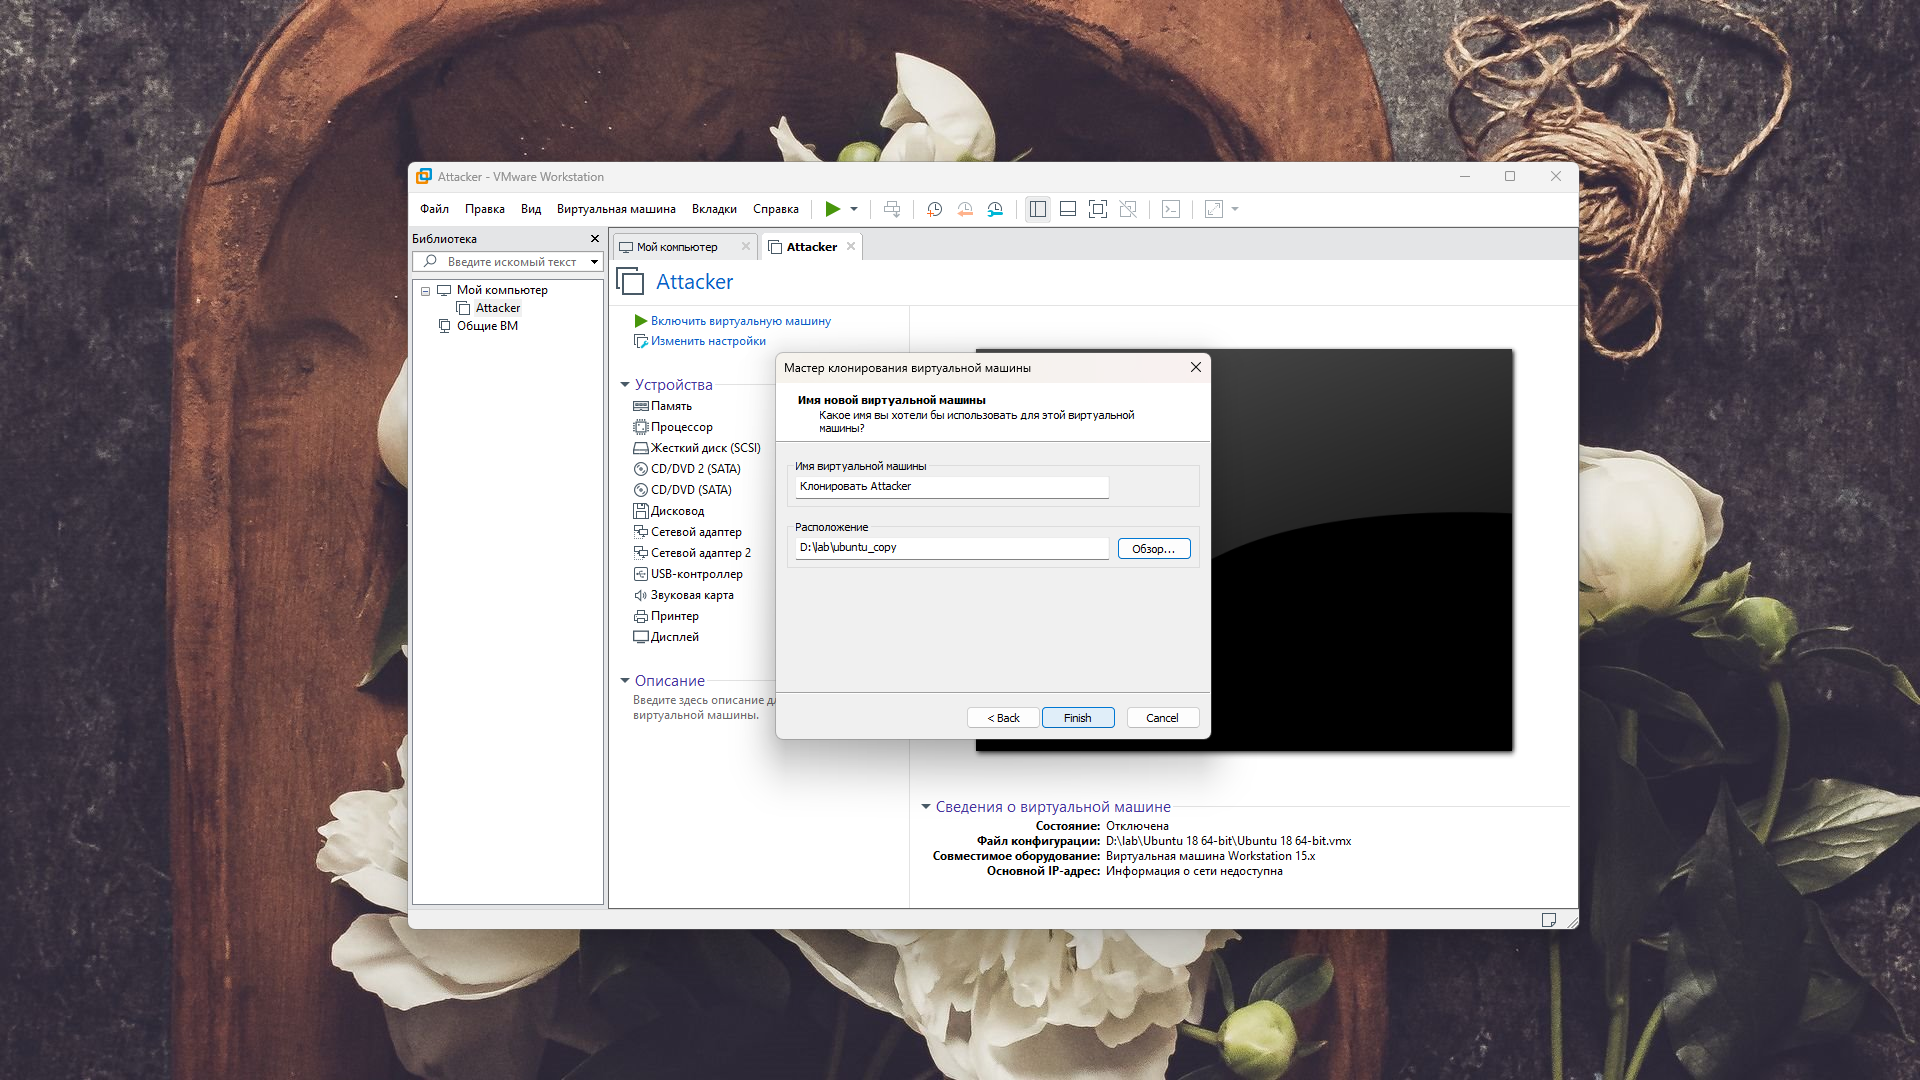 Attacker - VMware Workstation
Файл Правка Вид Виртуальная машина Вкладки Справка
Библиотека
Введите искомый текст
Мой компьютер
Attacker
Общие ВМ
Мой компьютер
Attacker
Attacker
Включить виртуальную машину
Изменить настройки
Устройства
Память
Процессор
Жесткий диск (SCSI)
CD/DVD 2 (SATA)
CD/DVD (SATA)
Дисковод
Сетевой адаптер
Сетевой адаптер 2
USB-контроллер
Звуковая карта
Принтер
Дисплей
Описание
Введите здесь описание
виртуальной машины.
Мастер клонирования виртуальной машины
Имя новой виртуальной машины
Какое имя вы хотели бы использовать для этой виртуальной
машины?
Имя виртуальной машины
Клонировать Attacker
Расположение
D:\lab\ubuntu_copy
Обзор...
< Back
Finish
Cancel
Сведения о виртуальной машине
Состояние: Отключена
Файл конфигурации: D:\lab\Ubuntu 18 64-bit\Ubuntu 18 64-bit.vmx
Совместимое оборудование: Виртуальная машина Workstation 15.x
Основной IP-адрес: Информация о сети недоступна